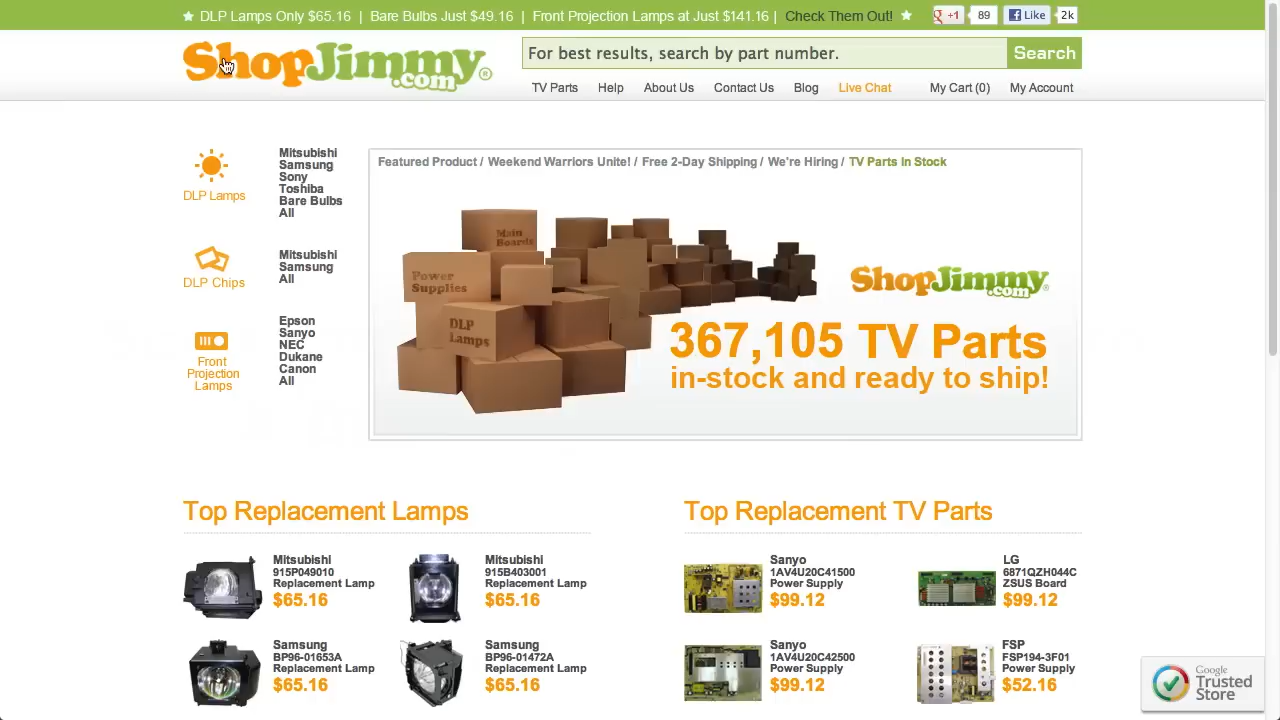 DLP Lamps Only $65.16 | Bare Bulbs Just $49.16 | Front Projection Lamps at Just $141.16 | Check Them Out!
+1
89
Like
2k
ShopJimmy.com®
For best results, search by part number.
Search
TV Parts Help About Us Contact Us Blog Live Chat My Cart (0) My Account
DLP Lamps
Mitsubishi
Samsung
Sony
Toshiba
Bare Bulbs
All
DLP Chips
Mitsubishi
Samsung
All
Front
Projection
Lamps
Epson
Sanyo
NEC
Dukane
Canon
All
Featured Product / Weekend Warriors Unite! / Free 2-Day Shipping / We're Hiring / TV Parts In Stock
Main
Boards
Power
Supplies
DLP
Lamps
ShopJimmy.com®
367,105 TV Parts
in-stock and ready to ship!
Top Replacement Lamps
Mitsubishi
915P049010
Replacement Lamp
$65.16
Mitsubishi
915B403001
Replacement Lamp
$65.16
Samsung
BP96-01653A
Replacement Lamp
$65.16
Samsung
BP96-01472A
Replacement Lamp
$65.16
Top Replacement TV Parts
Sanyo
1AV4U20C41500
Power Supply
$99.12
LG
6871QZH044C
ZSUS Board
$99.12
Sanyo
1AV4U20C42500
Power Supply
$99.12
FSP
FSP194-3F01
Power Supply
$52.16
Google
Trusted
Store